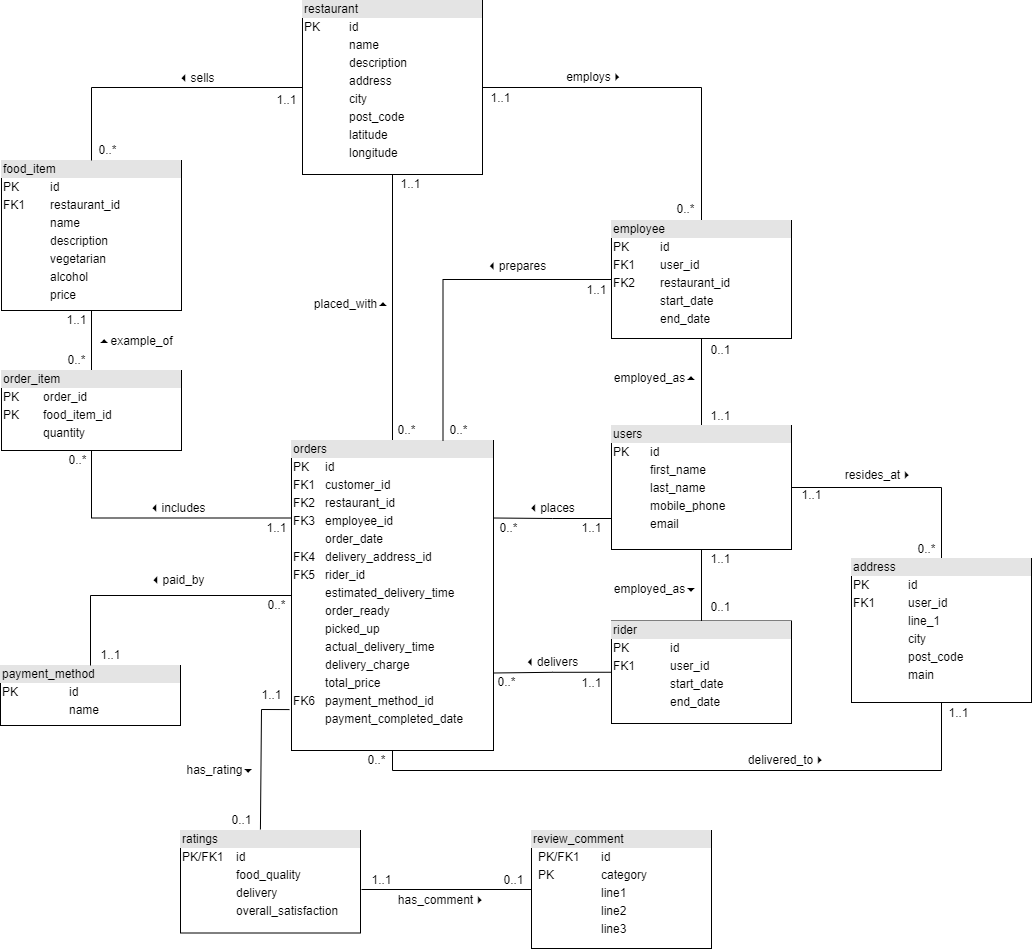 restaurant
PK id
name
description
address
city
post_code
latitude
longitude
sells
1..1
0..*
employs
1..1
0..*
1..1
food_item
PK id
FK1 restaurant_id
name
description
vegetarian
alcohol
price
employee
PK id
FK1 user_id
FK2 restaurant_id
start_date
end_date
prepares
1..1
placed_with
1..1
example_of
0..*
0..1
employed_as
1..1
order_item
PK order_id
PK food_item_id
quantity
0..*
0..*
0..*
orders
PK id
FK1 customer_id
FK2 restaurant_id
FK3 employee_id
order_date
FK4 delivery_address_id
FK5 rider_id
estimated_delivery_time
order_ready
picked_up
actual_delivery_time
delivery_charge
total_price
FK6 payment_method_id
payment_completed_date
users
PK id
first_name
last_name
mobile_phone
email
resides_at
1..1
0..*
includes
1..1
places
0..*
1..1
1..1
employed_as
0..1
address
PK id
FK1 user_id
line_1
city
post_code
main
paid_by
0..*
1..1
rider
PK id
FK1 user_id
start_date
end_date
delivers
0..*
1..1
payment_method
PK id
name
1..1
1..1
0..*
delivered_to
has_rating
0..1
ratings
PK/FK1 id
food_quality
delivery
overall_satisfaction
1..1
0..1
has_comment
review_comment
PK/FK1 id
PK category
line1
line2
line3